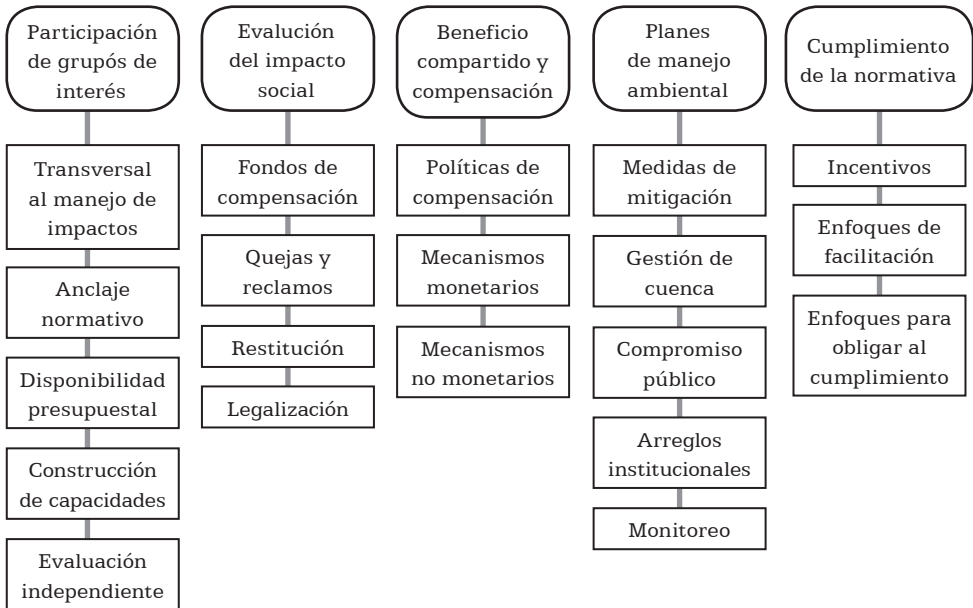 Participación
de grupós de
interés
Transversal
al manejo de
impactos
Anclaje
normativo
Disponibilidad
presupuestal
Construcción
de capacidades
Evaluación
independiente
Evalución
del impacto
social
Fondos de
compensación
Quejas y
reclamos
Restitución
Legalización
Beneficio
compartido y
compensación
Políticas de
compensación
Mecanismos
monetarios
Mecanismos
no monetarios
Planes
de manejo
ambiental
Medidas de
mitigación
Gestión de
cuenca
Compromiso
público
Arreglos
institucionales
Monitoreo
Cumplimiento
de la normativa
Incentivos
Enfoques de
facilitación
Enfoques para
obligar al
cumplimiento